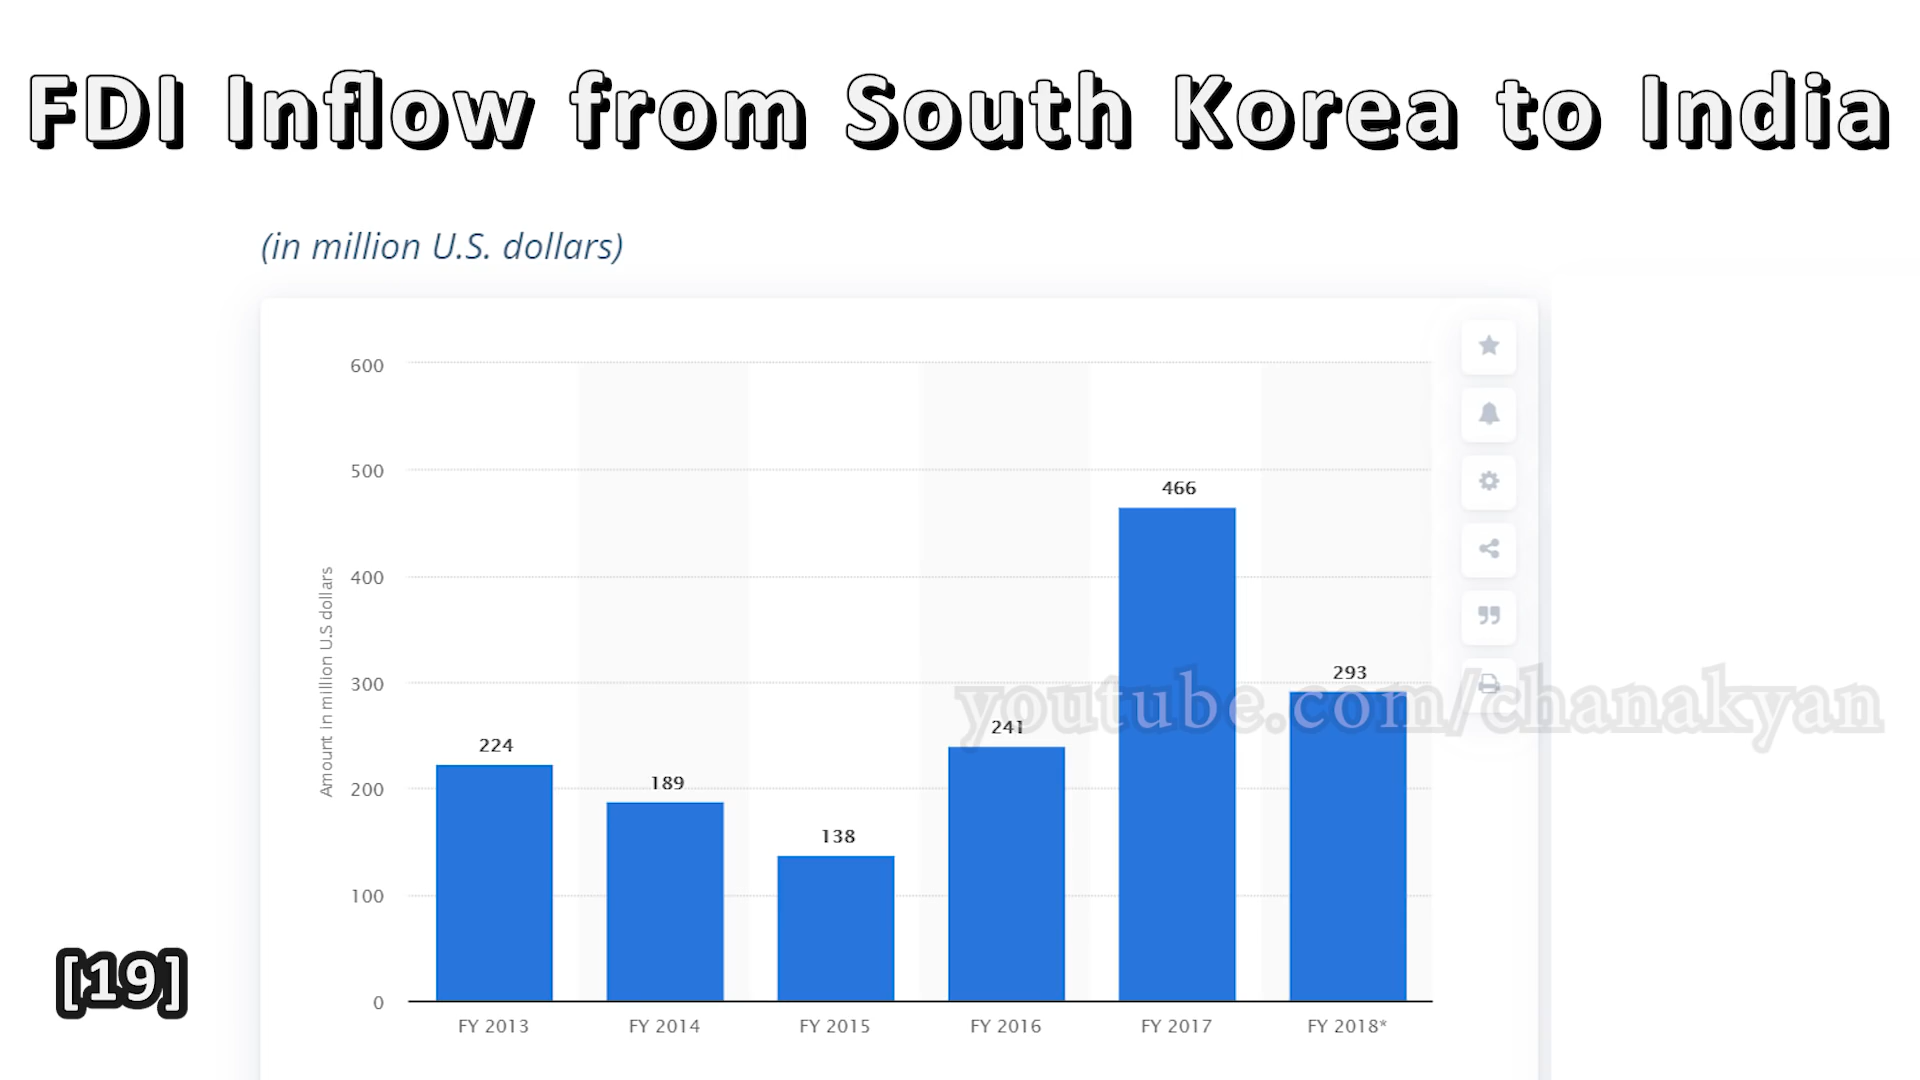 FDI Inflow from South Korea to India
(in million U.S. dollars)
Amount in million U.S dollars
600
500
400
300
200
100
0
224
189
138
241
466
293
FY 2013
FY 2014
FY 2015
FY 2016
FY 2017
FY 2018*
youtube.com/chanakyan
[19]